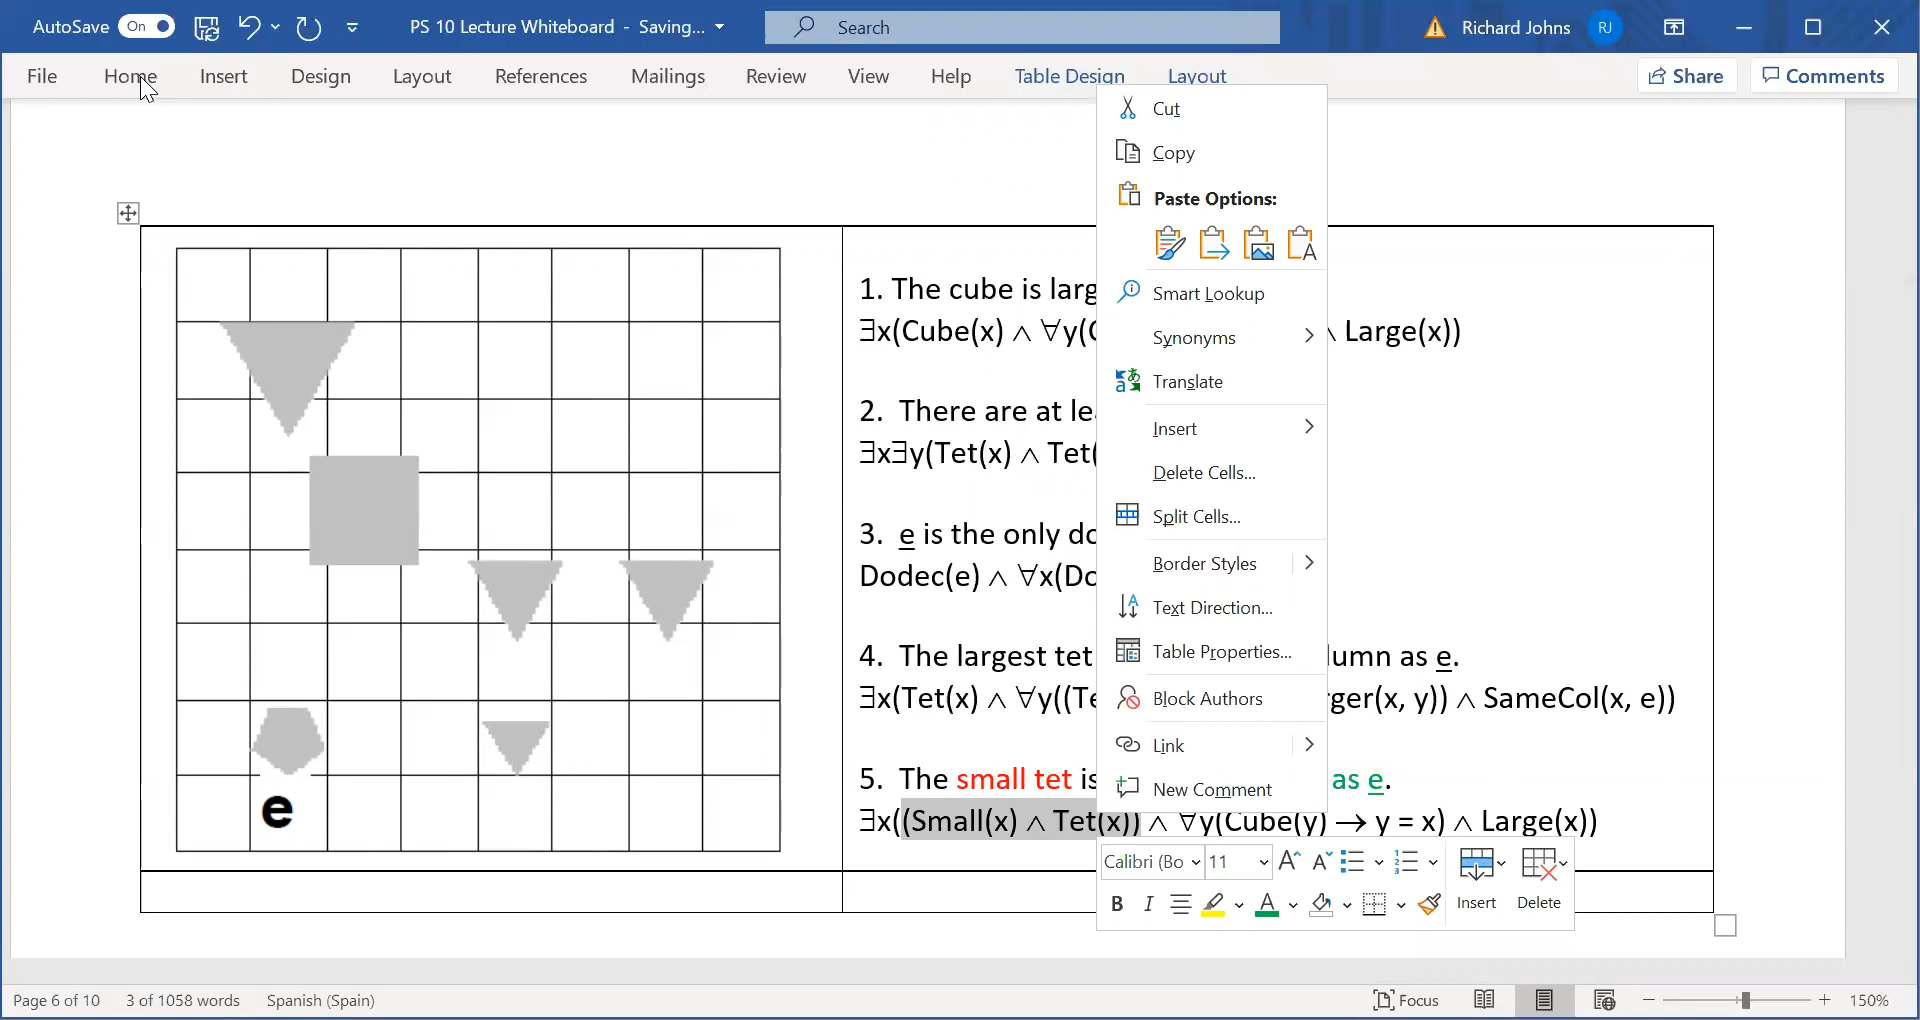 AutoSave On PS 10 Lecture Whiteboard - Saving... Search Richard Johns RJ
File Home Insert Design Layout References Mailings Review View Help Table Design Layout Share Comments
Cut
Copy
Paste Options:
Smart Lookup
Synonyms
Translate
Insert
Delete Cells...
Split Cells...
Border Styles
Text Direction...
Table Properties...
Block Authors
Link
New Comment
e
1. The cube is larg
∃x(Cube(x) ∧ ∀y( ∧ Large(x))
2. There are at le
∃x∃y(Tet(x) ∧ Tet(
3. e is the only do
Dodec(e) ∧ ∀x(Do
4. The largest tet lumn as e.
∃x(Tet(x) ∧ ∀y((Te rger(x, y)) ∧ SameCol(x, e))
5. The small tet is as e.
∃x((Small(x) ∧ Tet(x)) ∧ ∀y(Cube(y) → y = x) ∧ Large(x))
Calibri (Bo 11 A A
B I A Insert Delete
Page 6 of 10 3 of 1058 words Spanish (Spain) Focus 150%